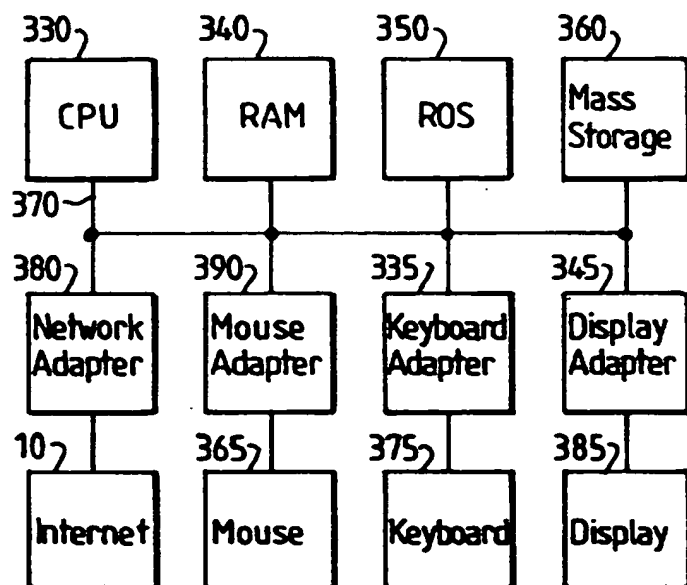 330 340 350 360
CPU RAM ROS Mass
Storage
370
380 390 335 345
Network Mouse Keyboard Display
Adapter Adapter Adapter Adapter
10 365 375 385
Internet Mouse Keyboard Display